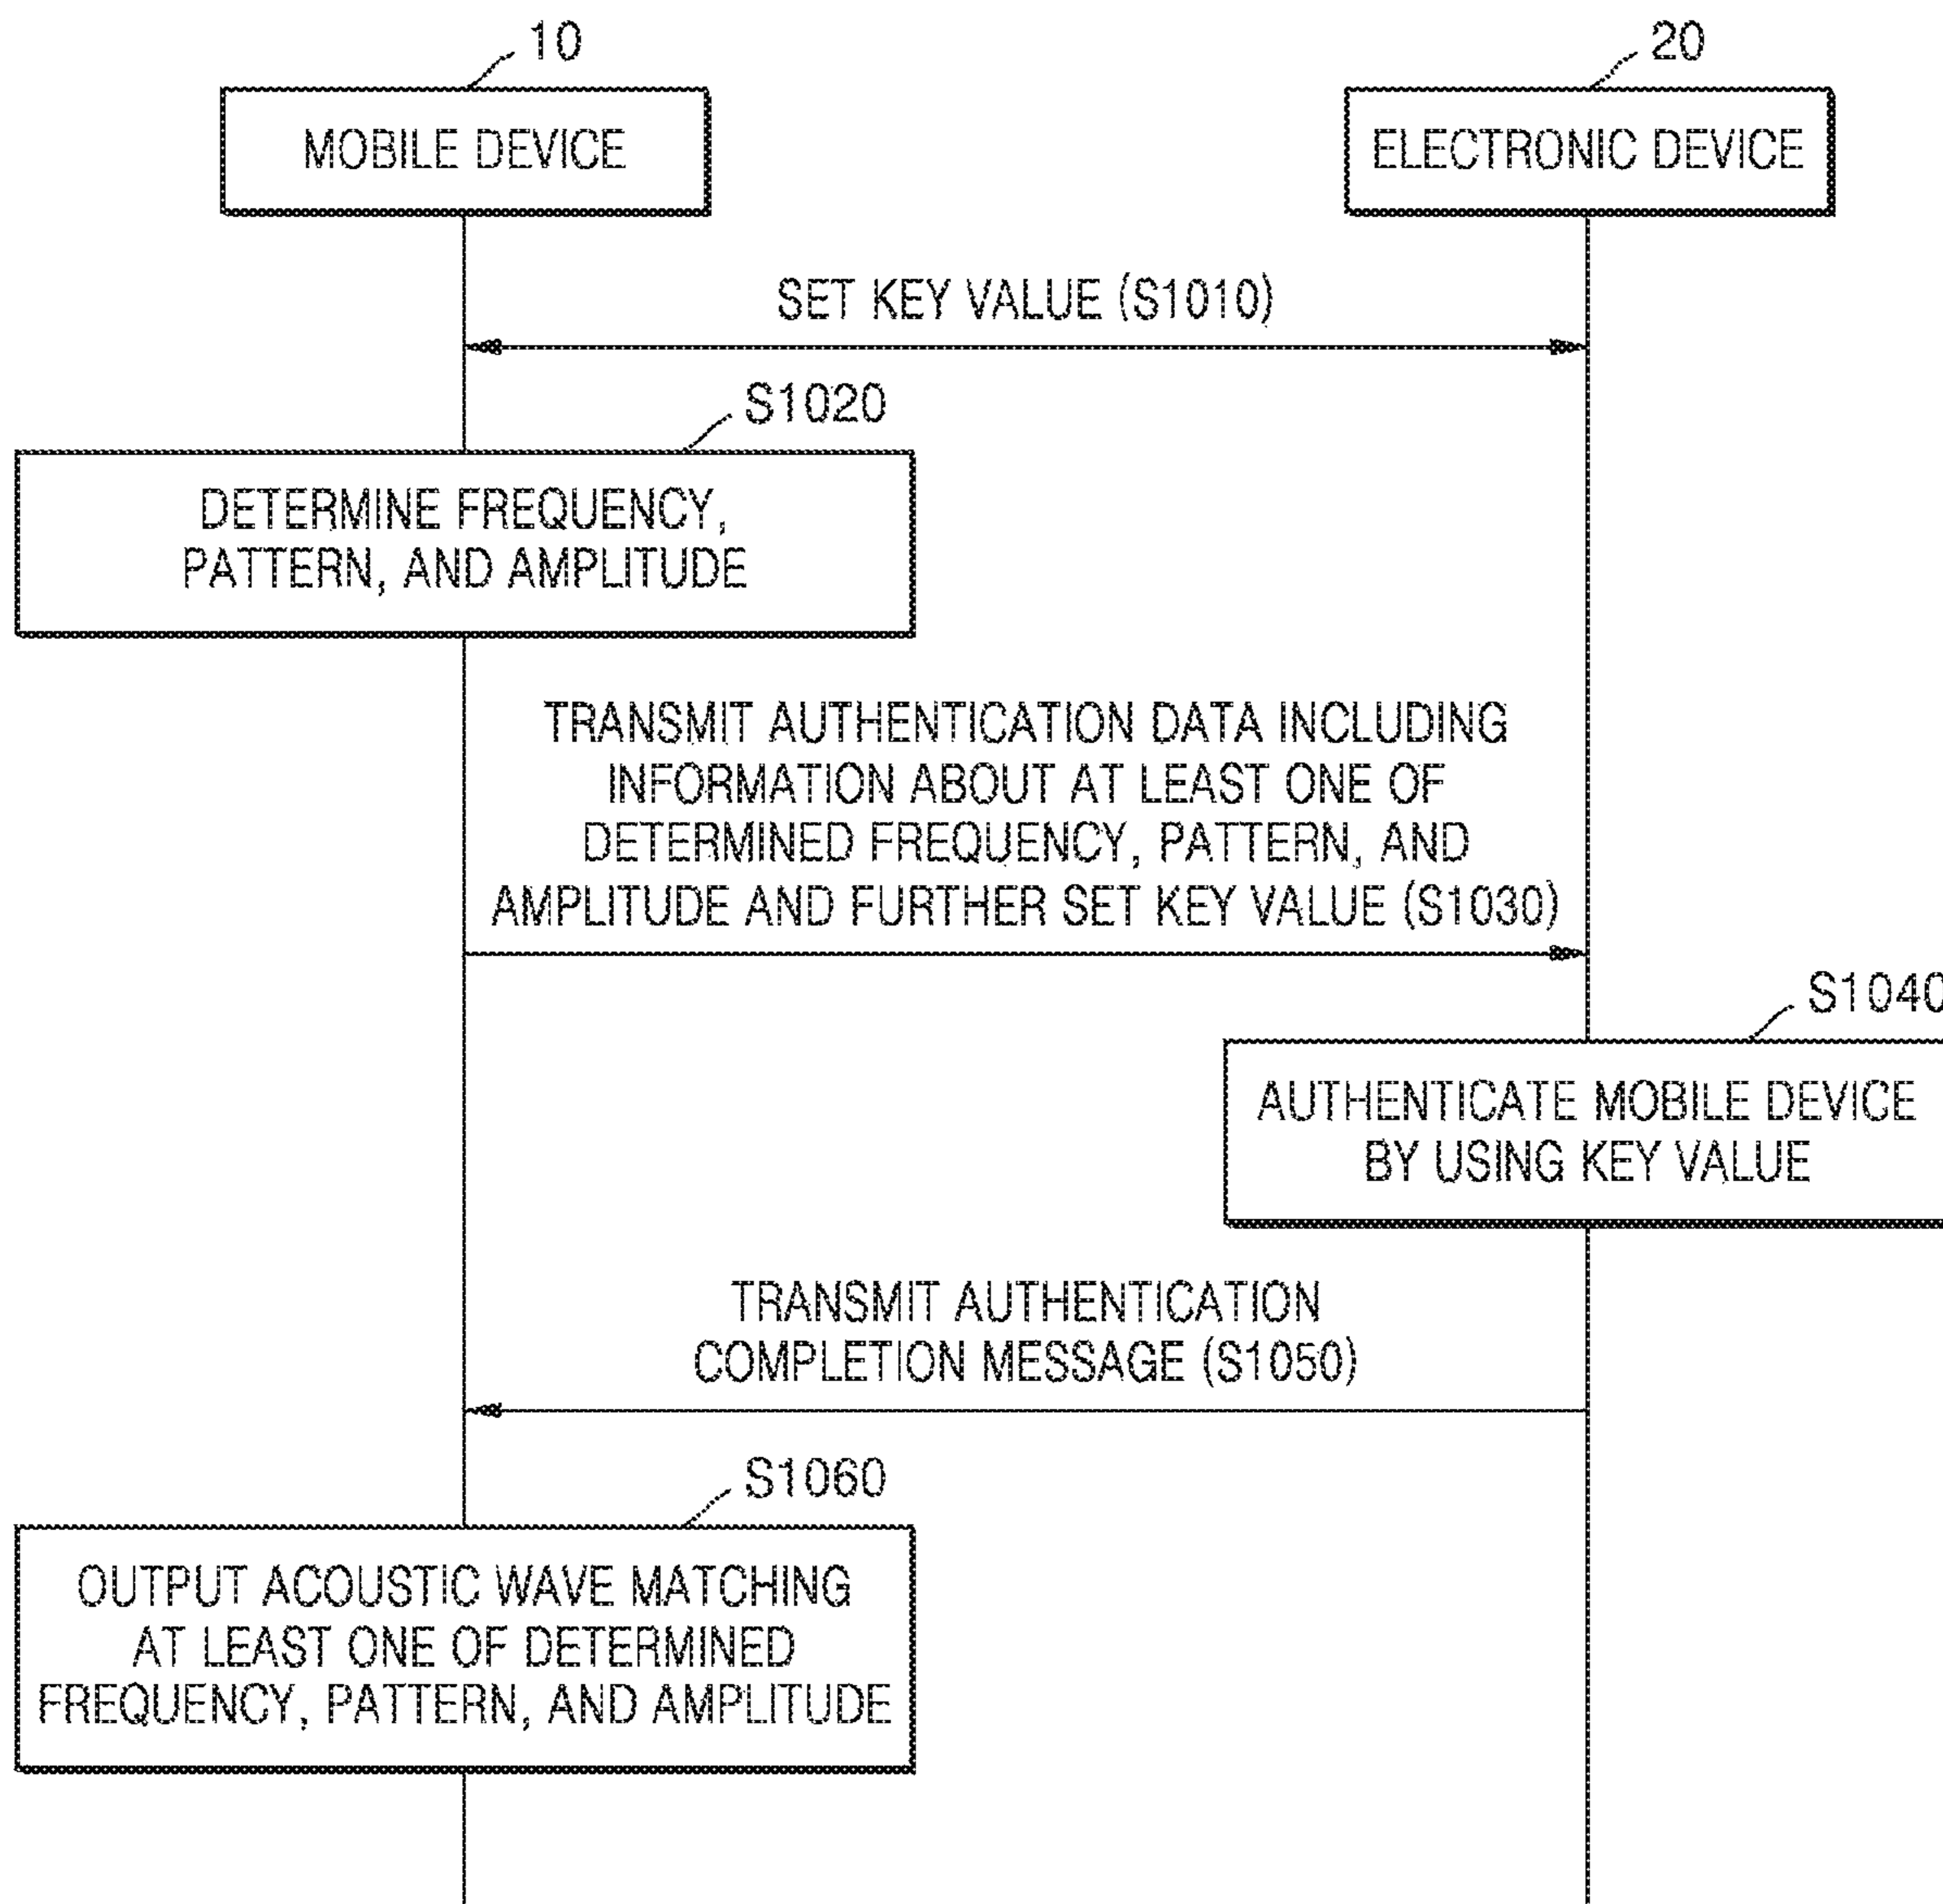 10
20
MOBILE DEVICE
ELECTRONIC DEVICE
SET KEY VALUE (S1010)
S1020
DETERMINE FREQUENCY,
PATTERN, AND AMPLITUDE
TRANSMIT AUTHENTICATION DATA INCLUDING
INFORMATION ABOUT AT LEAST ONE OF
DETERMINED FREQUENCY, PATTERN, AND
AMPLITUDE AND FURTHER SET KEY VALUE (S1030)
S1040
AUTHENTICATE MOBILE DEVICE
BY USING KEY VALUE
TRANSMIT AUTHENTICATION
COMPLETION MESSAGE (S1050)
S1060
OUTPUT ACOUSTIC WAVE MATCHING
AT LEAST ONE OF DETERMINED
FREQUENCY, PATTERN, AND AMPLITUDE